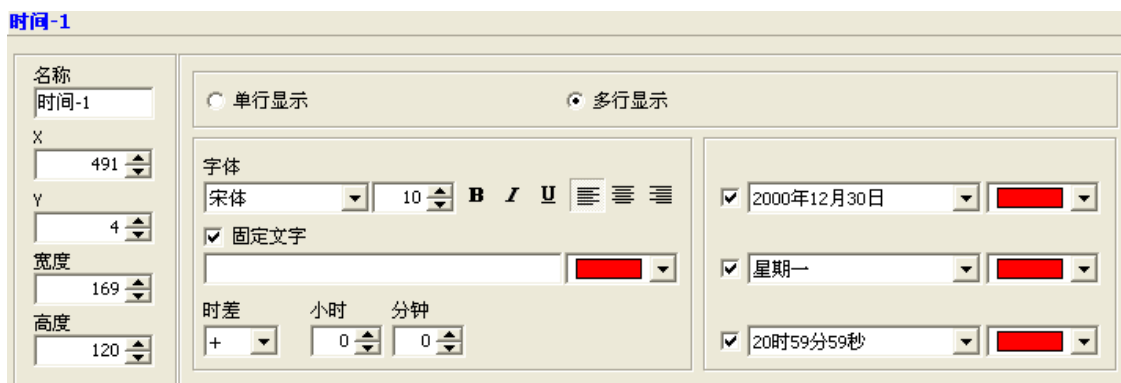 时间-1
名称
时间-1
X
491
Y
4
宽度
169
高度
120
单行显示 多行显示
字体
宋体 10 B I U
固定文字
时差 小时 分钟
+ 0 0
2000年12月30日
星期一
20时59分59秒